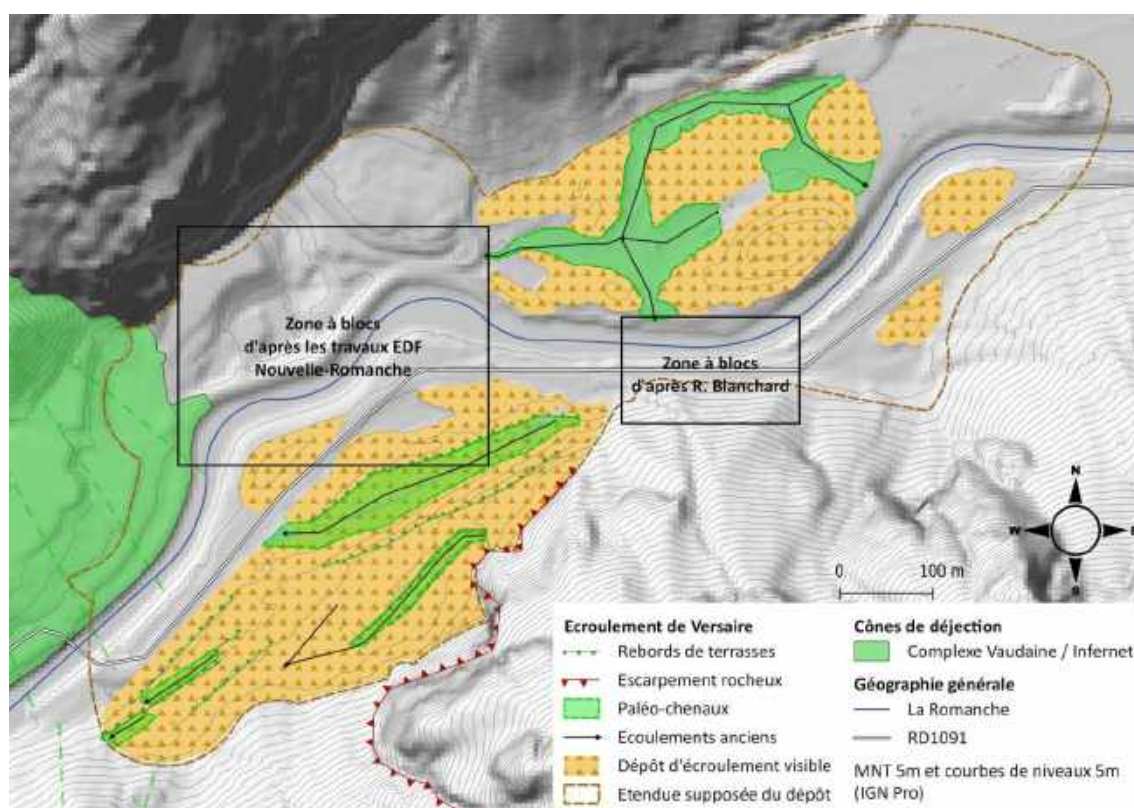 Zone à blocs
d'après les travaux EDF
Nouvelle-Romanche
Zone à blocs
d'après R. Blanchard
N
W
E
S
0 100 m
Ecroulement de Versaire
Rebords de terrasses
Escarpement rocheux
Paléo-chenaux
Ecoulements anciens
Dépôt d'écroulement visible
Etendue supposée du dépôt
Cônes de déjection
Complexe Vaudaine / Infernet
Géographie générale
La Romanche
RD1091
MNT 5m et courbes de niveaux 5m
(IGN Pro)